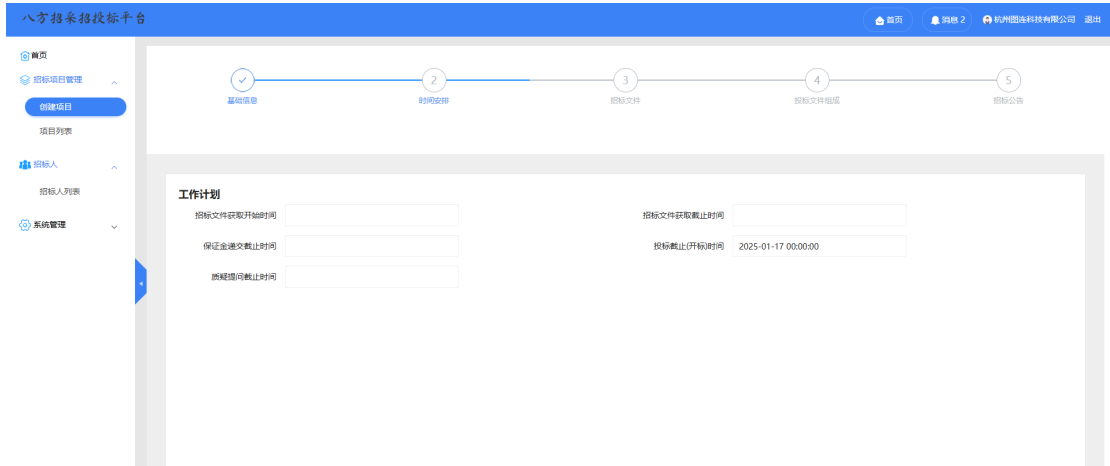 八方招采招投标平台
首页 消息 2 杭州图连科技有限公司 退出
首页
招标项目管理
创建项目
项目列表
招标人
招标人列表
系统管理
2 3 4 5
基础信息 时间安排 招标文件 投标文件组成 招标公告
工作计划
招标文件获取开始时间 招标文件获取截止时间
保证金递交截止时间 投标截止(开标)时间 2025-01-17 00:00:00
质疑提问截止时间